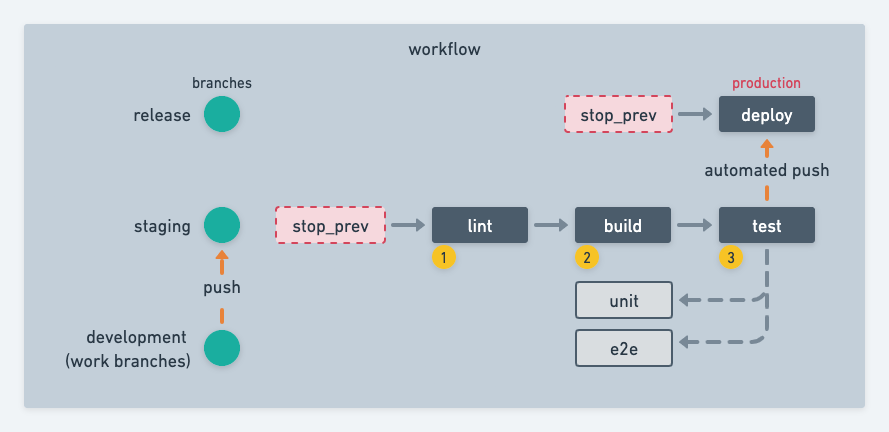 workflow
branches
production
release
stop_prev
deploy
automated push
staging
stop_prev
lint
build
test
1
2
3
push
unit
development
(work branches)
e2e